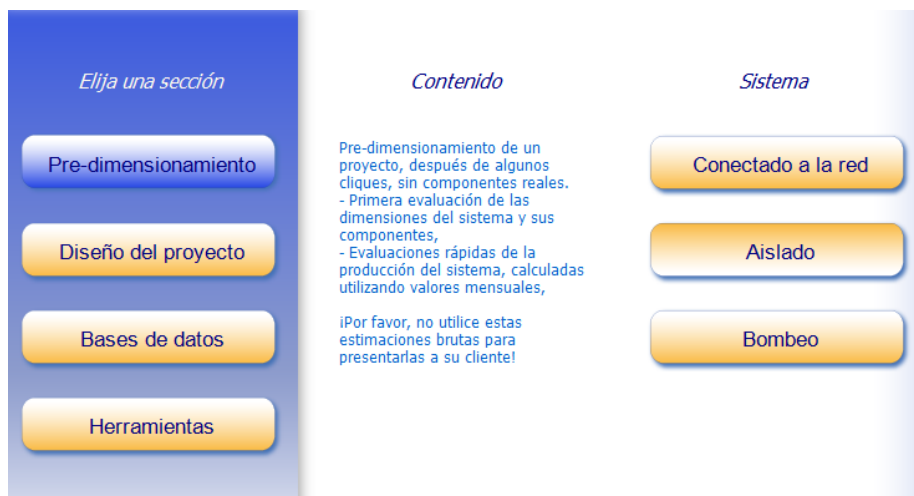 Elija una sección
Pre-dimensionamiento
Diseño del proyecto
Bases de datos
Herramientas
Contenido
Pre-dimensionamiento de un
proyecto, después de algunos
cliques, sin componentes reales.
- Primera evaluación de las
dimensiones del sistema y sus
componentes,
- Evaluaciones rápidas de la
producción del sistema, calculadas
utilizando valores mensuales,
¡Por favor, no utilice estas
estimaciones brutas para
presentarlas a su cliente!
Sistema
Conectado a la red
Aislado
Bombeo